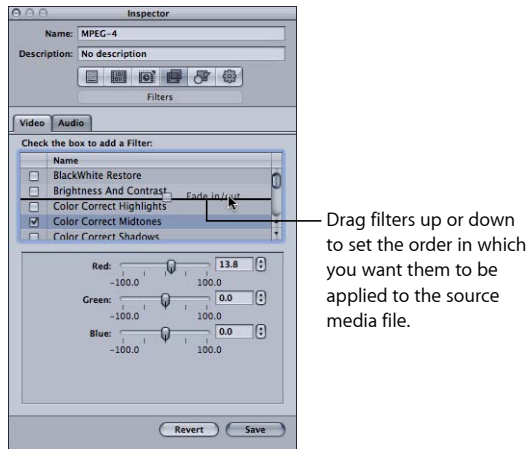 Inspector
Name: MPEG-4
Description: No description
Filters
Video Audio
Check the box to add a Filter:
Name
BlackWhite Restore
Brightness And Contrast
Fade in/out
Color Correct Highlights
Color Correct Midtones
Color Correct Shadows
Red: 13.8
-100.0 100.0
Green: 0.0
-100.0 100.0
Blue: 0.0
-100.0 100.0
Revert Save
Drag filters up or down
to set the order in which
you want them to be
applied to the source
media file.